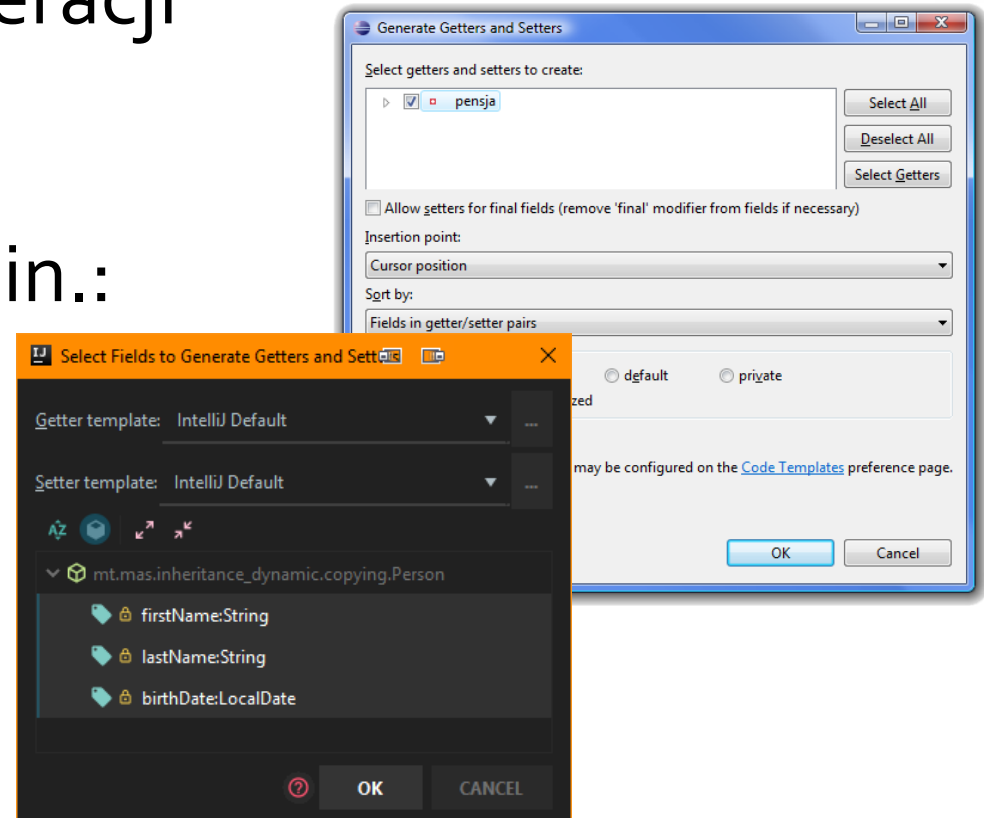 Generate Getters and Setters
Select getters and setters to create:
pensja
Select All
Deselect All
Select Getters
Allow setters for final fields (remove 'final' modifier from fields if necessary)
Insertion point:
in.:
Cursor position
Sort by:
Fields in getter/setter pairs
default private
may be configured on the Code Templates preference page.
OK Cancel
Select Fields to Generate Getters and
Getter template: IntelliJ Default ...
Setter template: IntelliJ Default ...
AZ
mt.mas.inheritance_dynamic.copying.Person
firstName:String
lastName:String
birthDate:LocalDate
? OK CANCEL